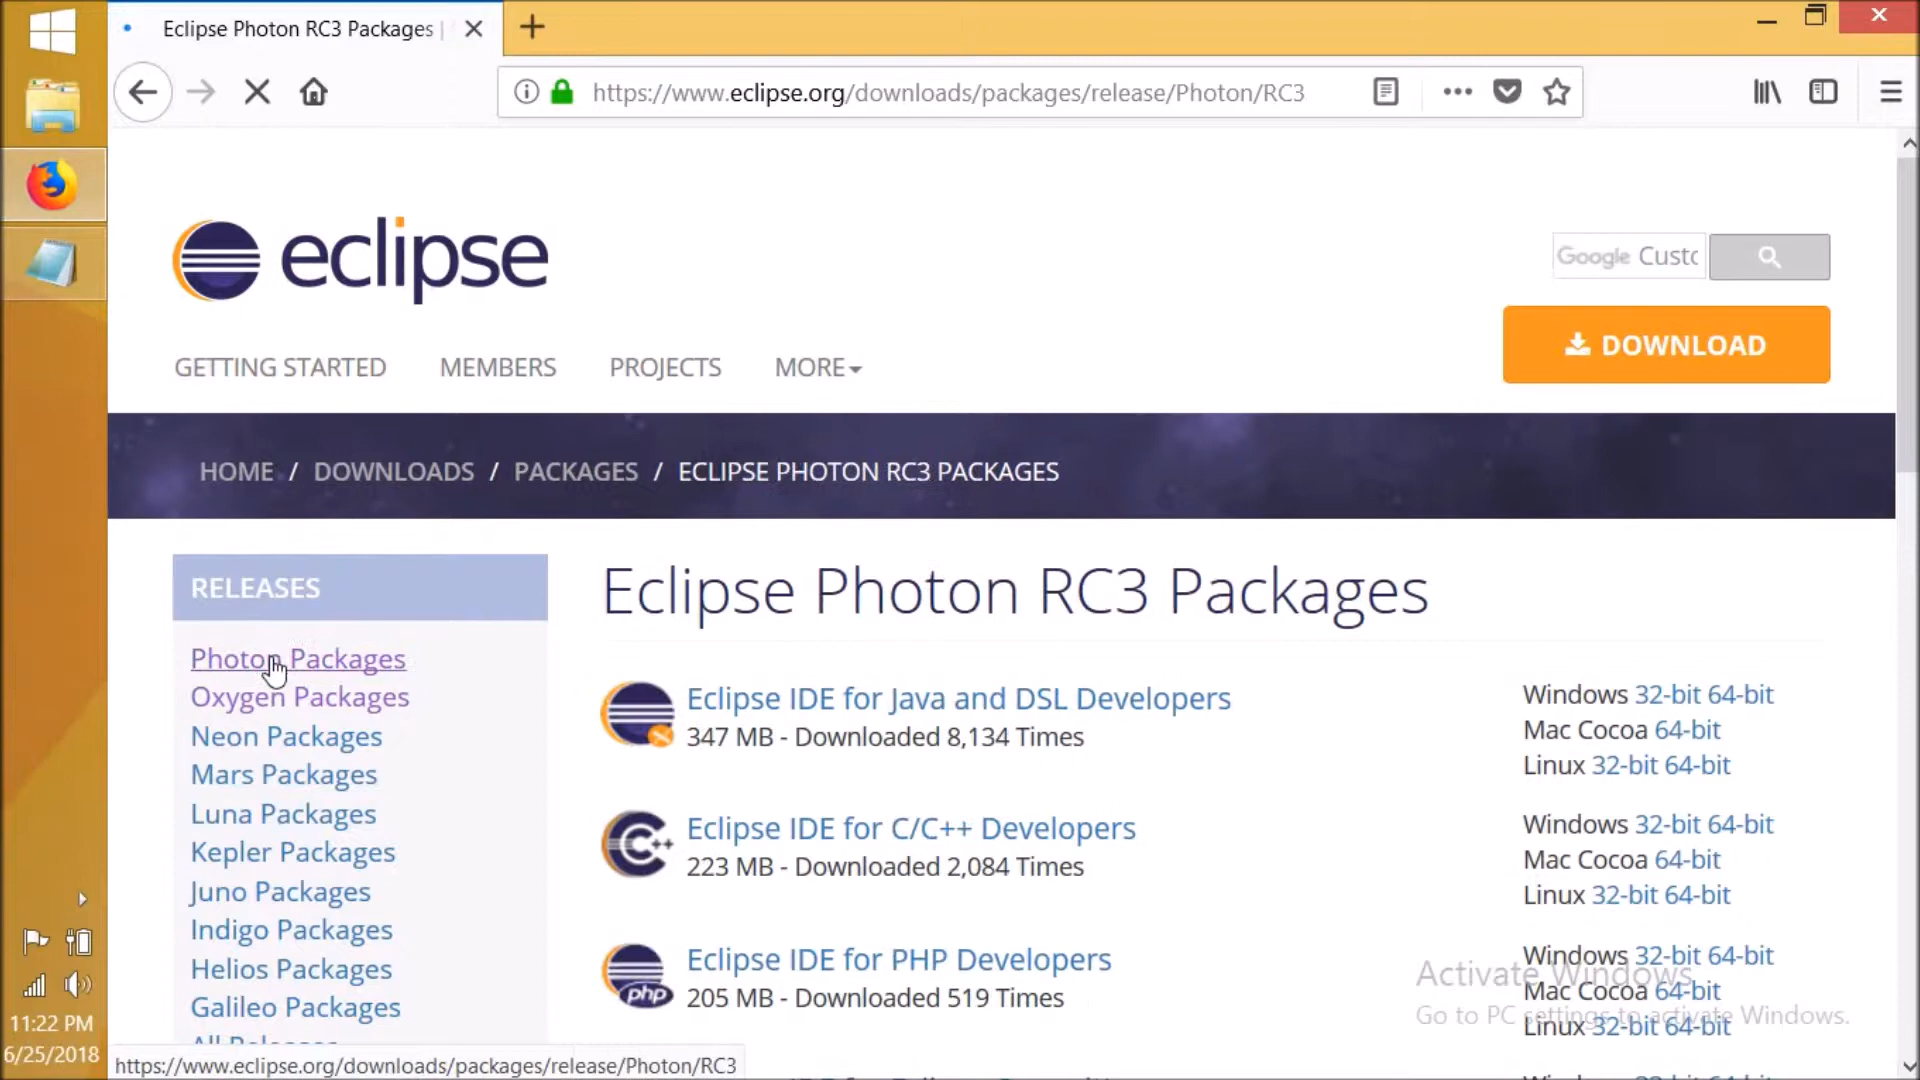 Eclipse Photon RC3 Packages |
https://www.eclipse.org/downloads/packages/release/Photon/RC3
eclipse
Google Custo
DOWNLOAD
GETTING STARTED
MEMBERS
PROJECTS
MORE
HOME / DOWNLOADS / PACKAGES / ECLIPSE PHOTON RC3 PACKAGES
RELEASES
Photon Packages
Oxygen Packages
Neon Packages
Mars Packages
Luna Packages
Kepler Packages
Juno Packages
Indigo Packages
Helios Packages
Galileo Packages
All Releases
Eclipse Photon RC3 Packages
Eclipse IDE for Java and DSL Developers
347 MB - Downloaded 8,134 Times
Windows 32-bit 64-bit
Mac Cocoa 64-bit
Linux 32-bit 64-bit
C++
Eclipse IDE for C/C++ Developers
223 MB - Downloaded 2,084 Times
Windows 32-bit 64-bit
Mac Cocoa 64-bit
Linux 32-bit 64-bit
php
Eclipse IDE for PHP Developers
205 MB - Downloaded 519 Times
Windows 32-bit 64-bit
Mac Cocoa 64-bit
Linux 32-bit 64-bit
Activate Windows
Go to PC settings to activate Windows.
11:22 PM
6/25/2018
https://www.eclipse.org/downloads/packages/release/Photon/RC3